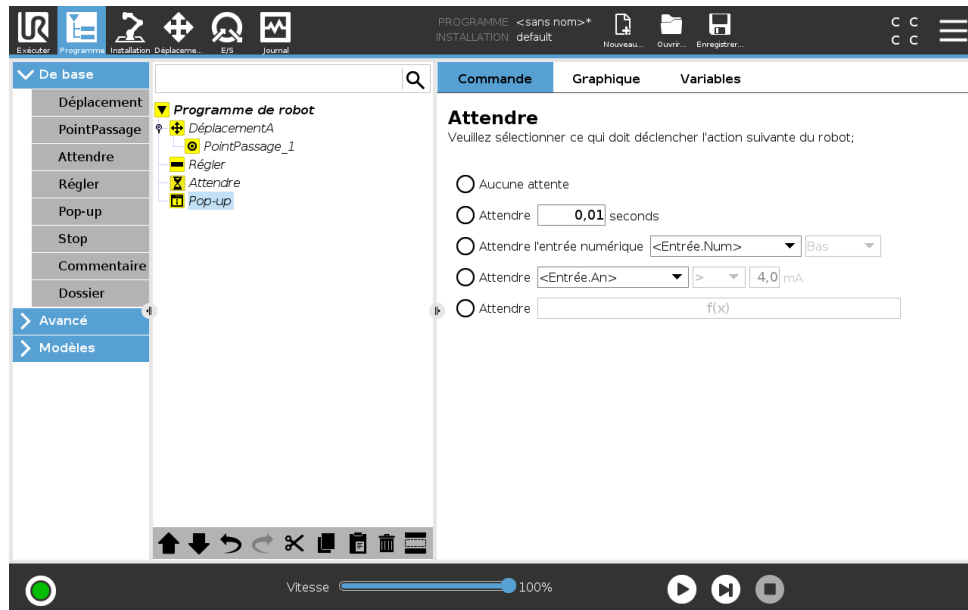 PROGRAMME <sans nom>*
INSTALLATION default
Exécuter Programme Installation Déplaceme... E/S Journal
Nouveau... Ouvrir... Enregistrer...
C C
C C
De base
Déplacement
PointPassage
Attendre
Régler
Pop-up
Stop
Commentaire
Dossier
Avancé
Modèles
Programme de robot
DéplacementA
PointPassage_1
Régler
Attendre
Pop-up
Commande Graphique Variables
Attendre
Veuillez sélectionner ce qui doit déclencher l'action suivante du robot;
Aucune attente
Attendre 0,01 seconds
Attendre l'entrée numérique <Entrée.Num> Bas
Attendre <Entrée.An> > 4,0 mA
Attendre f(x)
Vitesse 100%